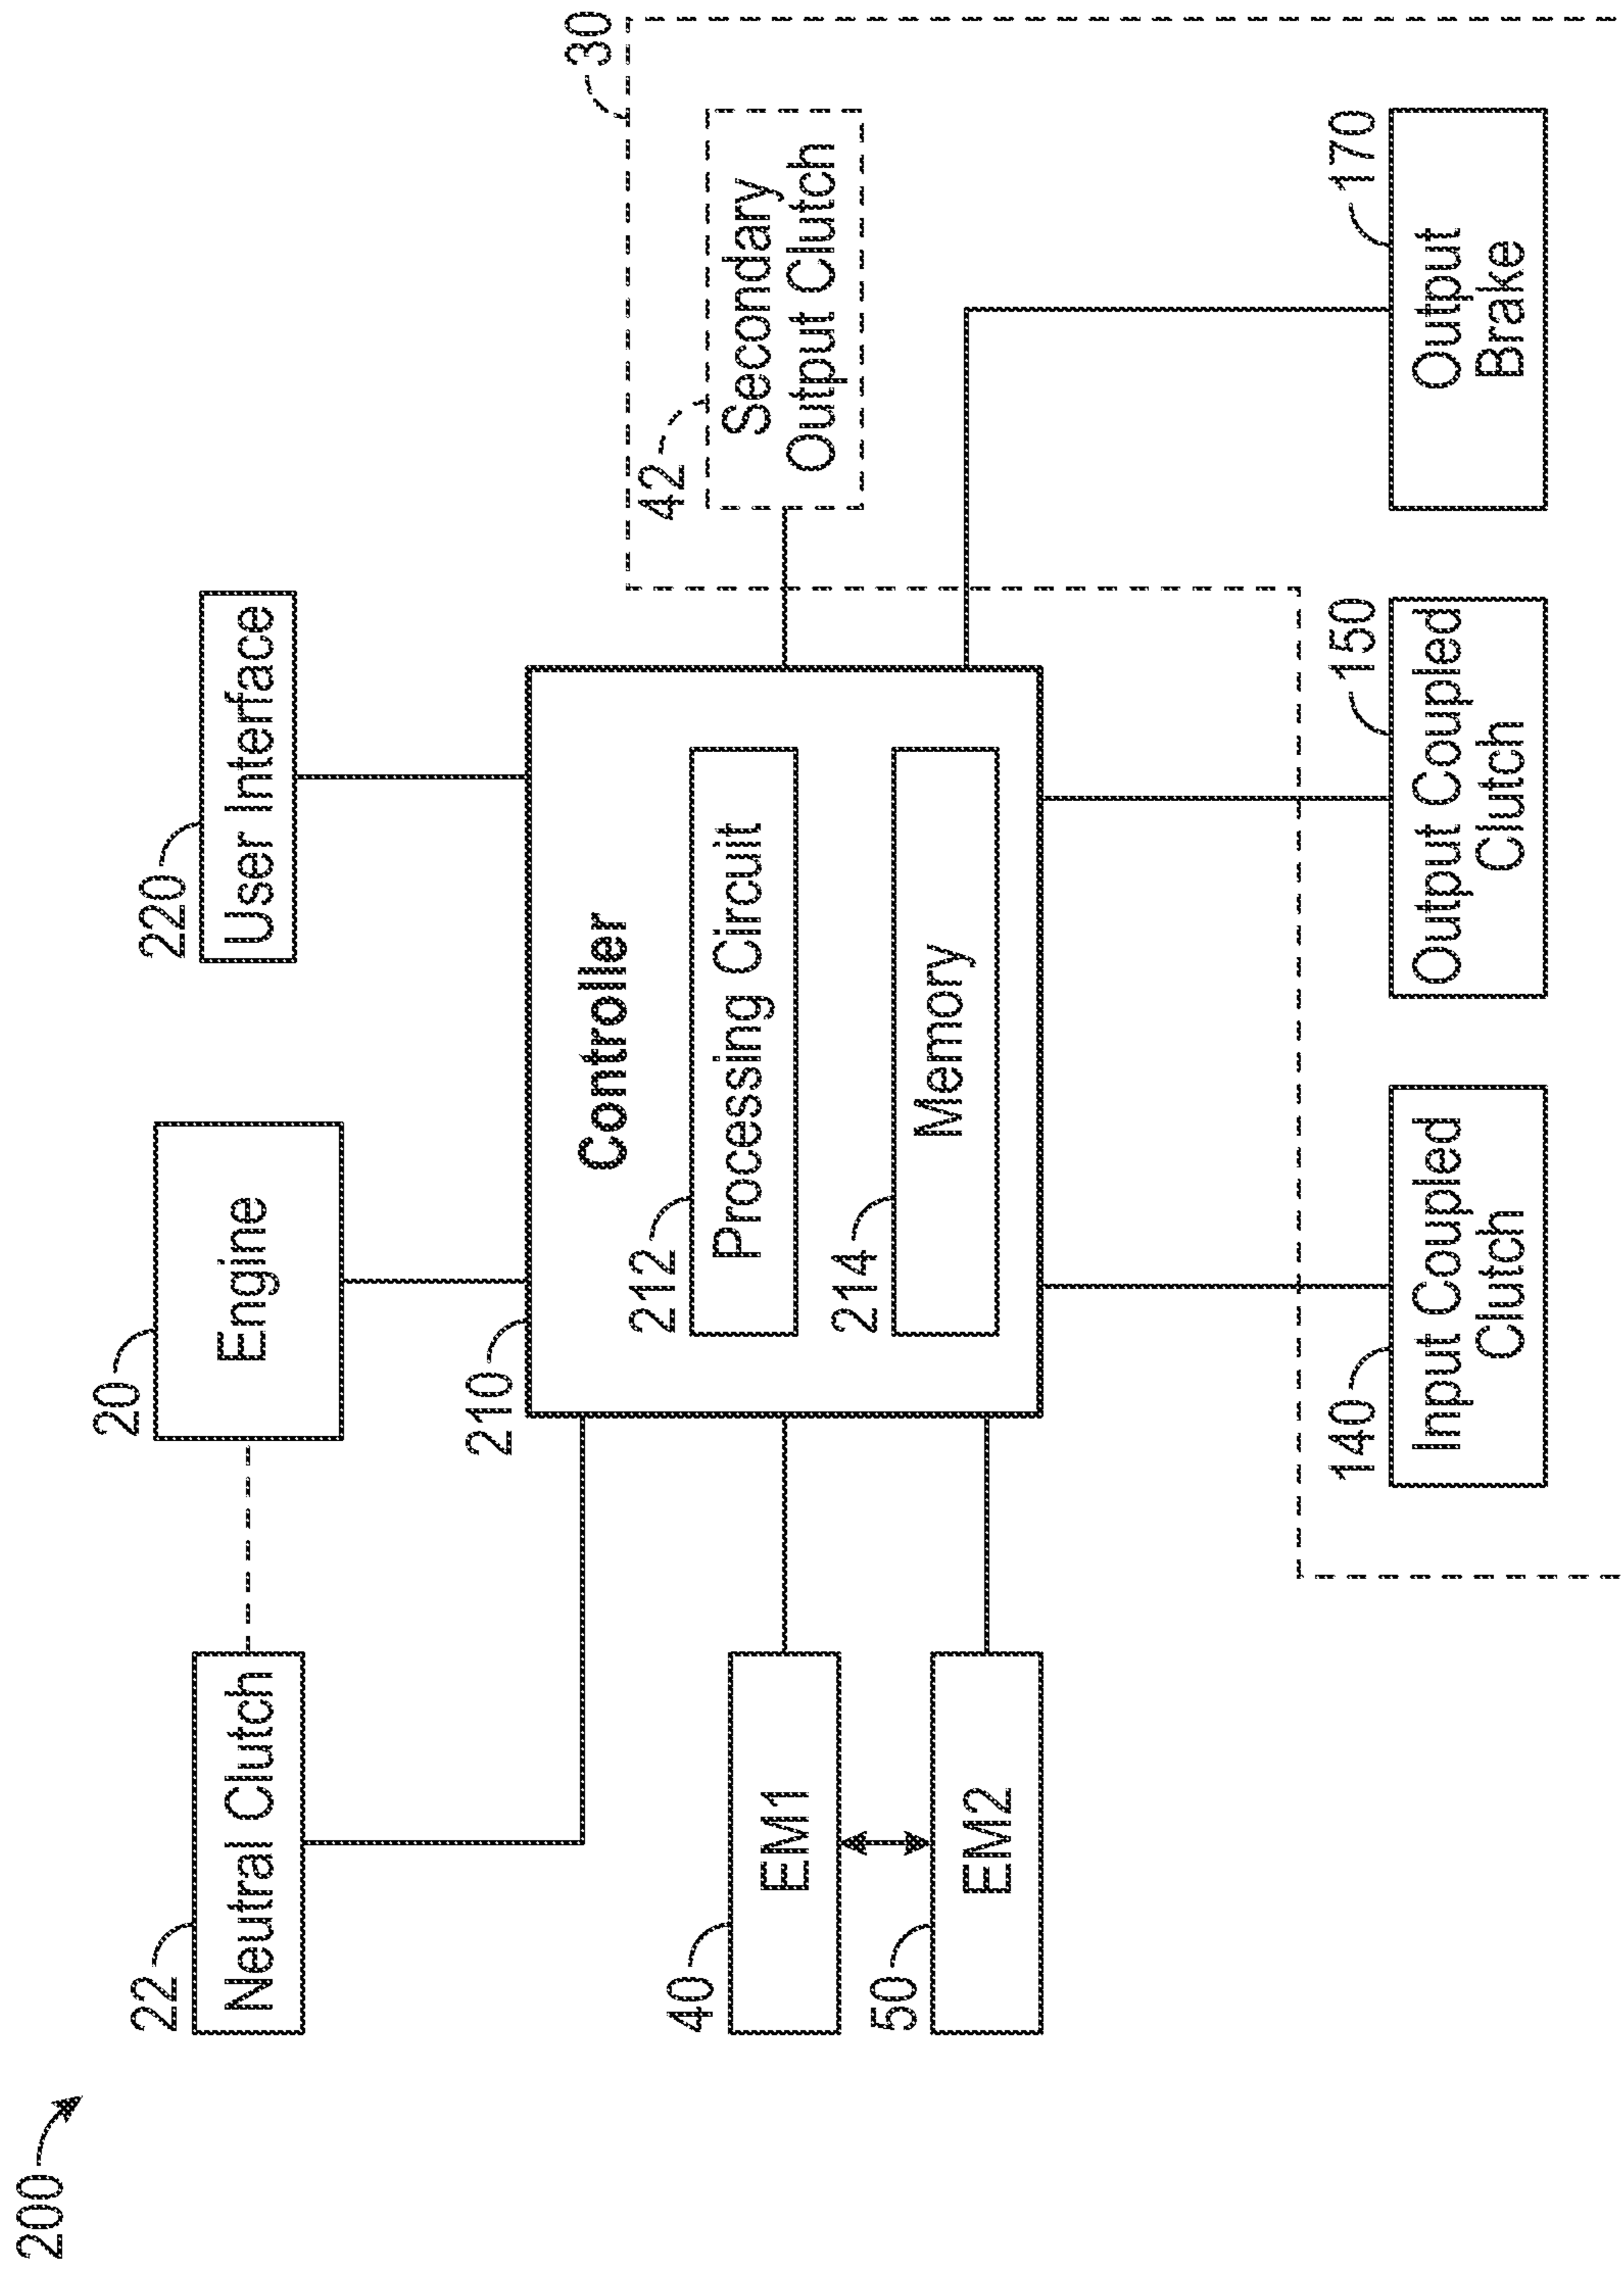 200
22
Neutral Clutch
20
Engine
220
User Interface
30
210
Controller
212
Processing Circuit
214
Memory
40
EM1
50
EM2
42
Secondary
Output Clutch
140
Input Coupled
Clutch
150
Output Coupled
Clutch
170
Output
Brake